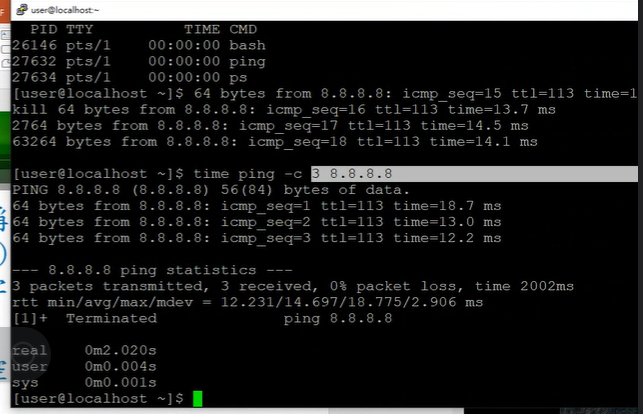 user@localhost:~
PID TTY TIME CMD
26146 pts/1 00:00:00 bash
27632 pts/1 00:00:00 ping
27634 pts/1 00:00:00 ps
[user@localhost ~]$ 64 bytes from 8.8.8.8: icmp_seq=15 ttl=113 time=1
kill 64 bytes from 8.8.8.8: icmp_seq=16 ttl=113 time=13.7 ms
2764 bytes from 8.8.8.8: icmp_seq=17 ttl=113 time=14.5 ms
63264 bytes from 8.8.8.8: icmp_seq=18 ttl=113 time=14.1 ms
[user@localhost ~]$ time ping -c 3 8.8.8.8
PING 8.8.8.8 (8.8.8.8) 56(84) bytes of data.
64 bytes from 8.8.8.8: icmp_seq=1 ttl=113 time=18.7 ms
64 bytes from 8.8.8.8: icmp_seq=2 ttl=113 time=13.0 ms
64 bytes from 8.8.8.8: icmp_seq=3 ttl=113 time=12.2 ms
--- 8.8.8.8 ping statistics ---
3 packets transmitted, 3 received, 0% packet loss, time 2002ms
rtt min/avg/max/mdev = 12.231/14.697/18.775/2.906 ms
[1]+ Terminated ping 8.8.8.8
real 0m2.020s
user 0m0.004s
sys 0m0.001s
[user@localhost ~]$